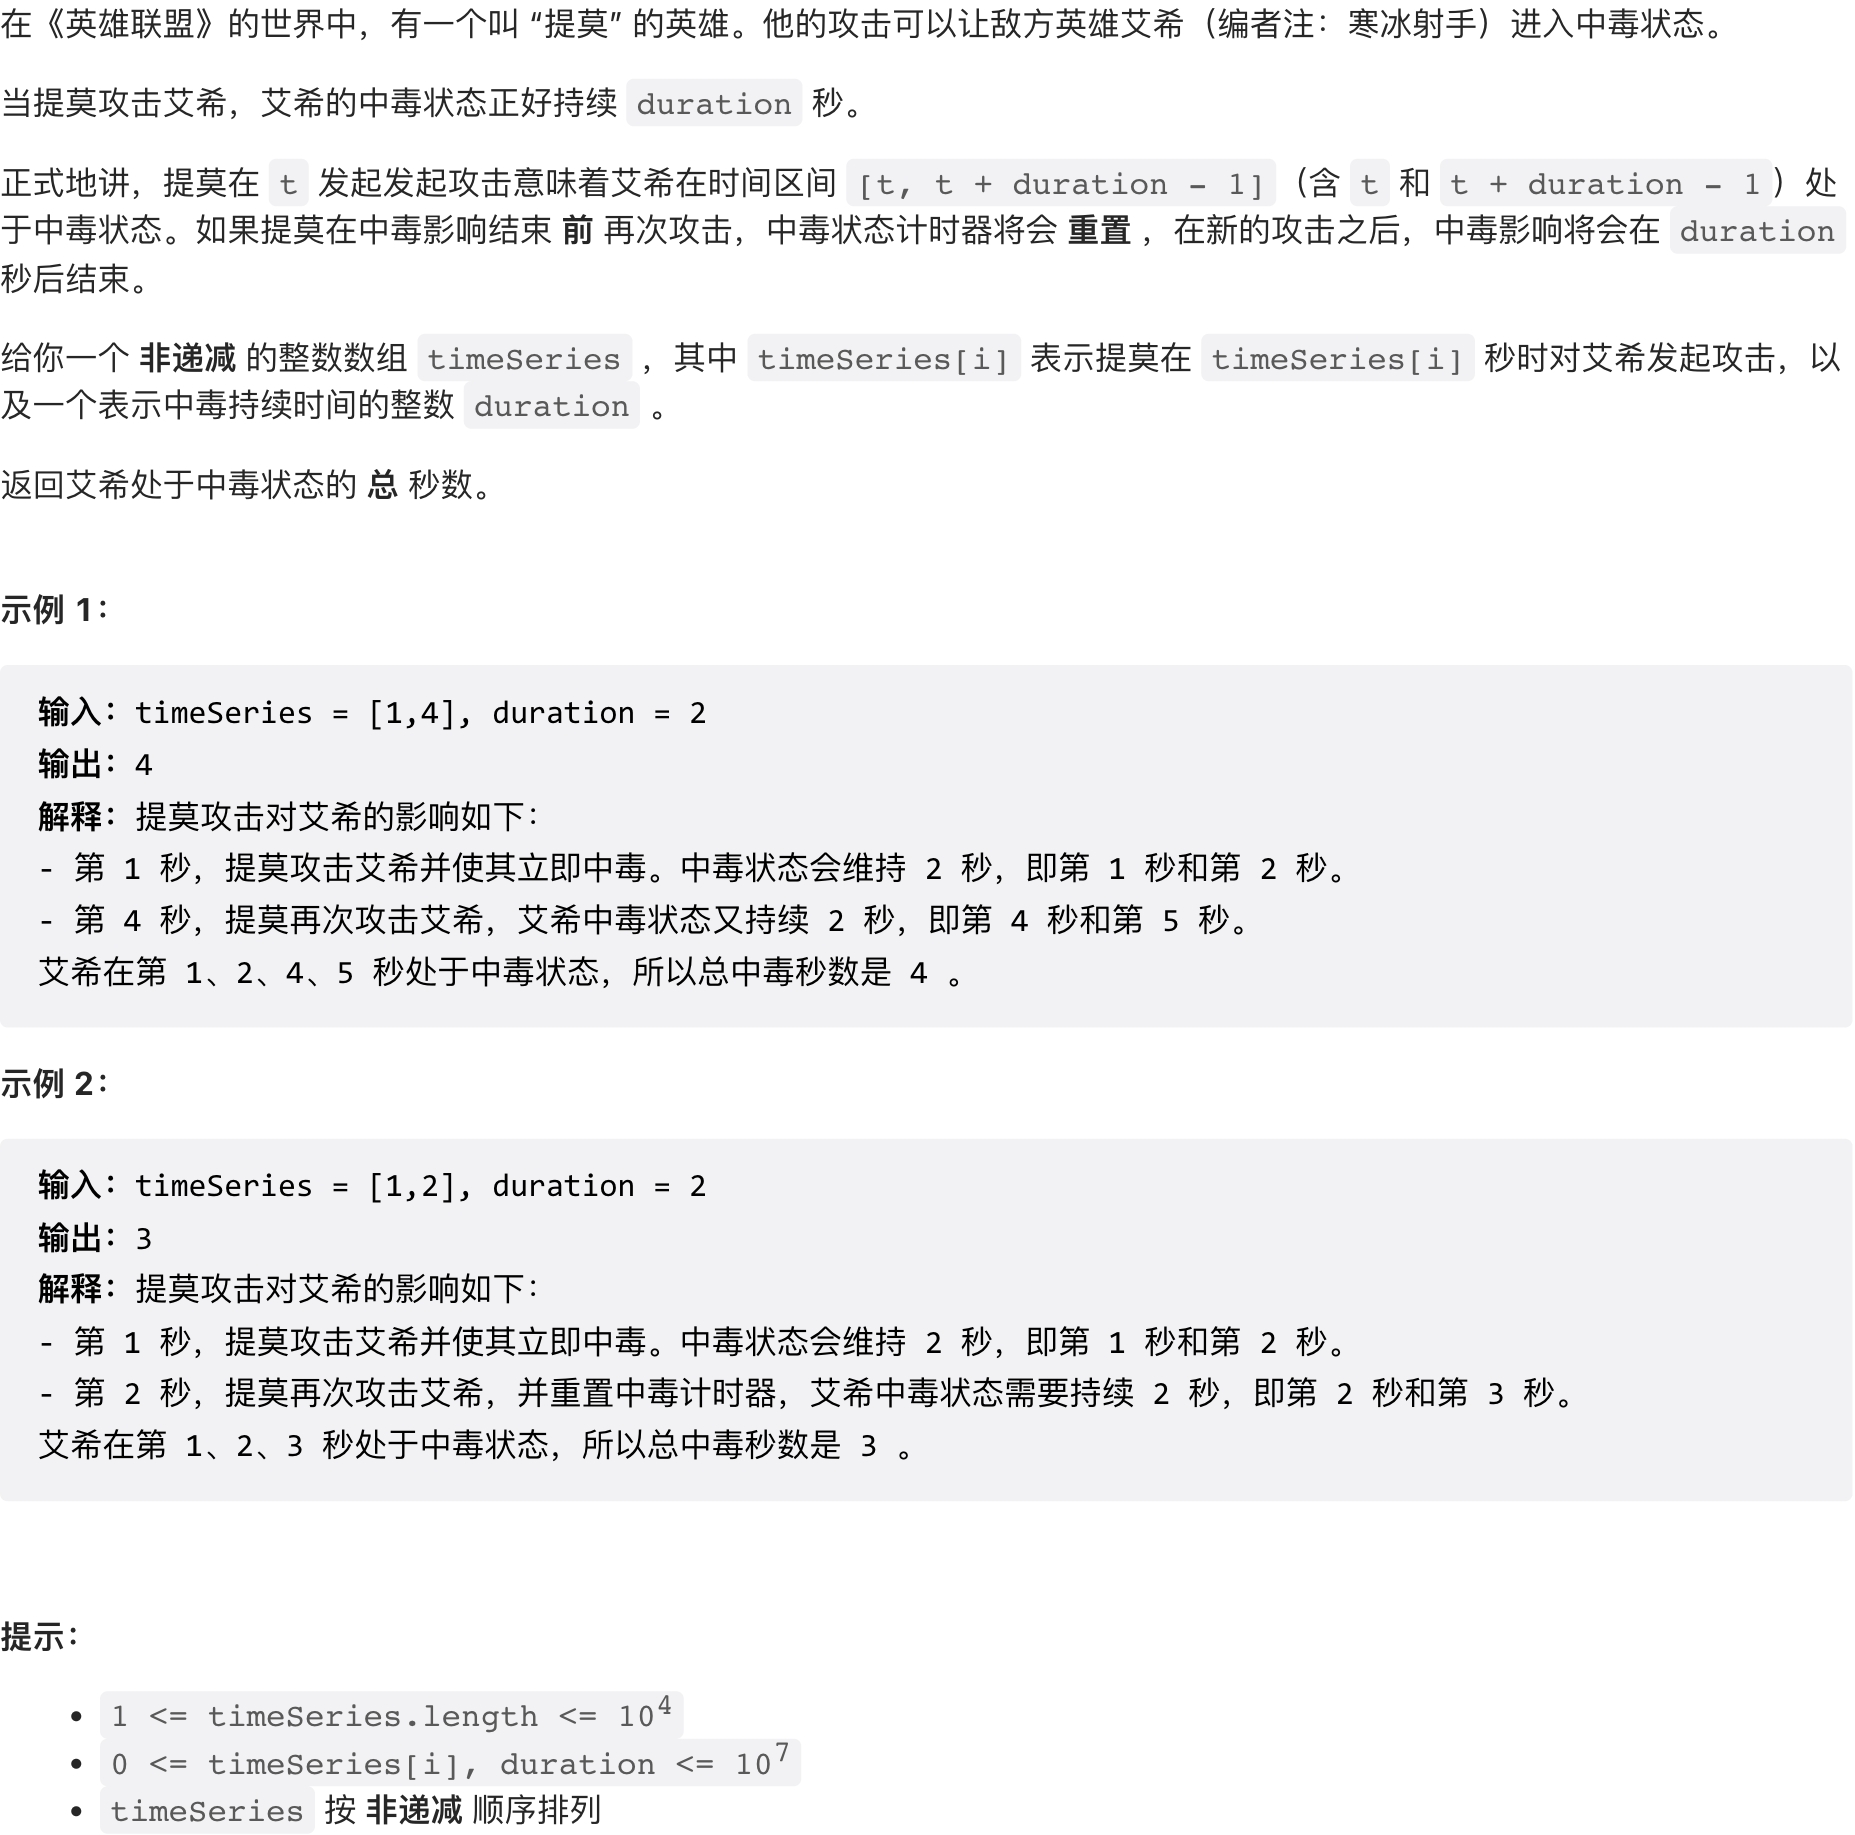 在《英雄联盟》的世界中，有一个叫 “提莫” 的英雄。他的攻击可以让敌方英雄艾希（编者注：寒冰射手）进入中毒状态。
当提莫攻击艾希，艾希的中毒状态正好持续 duration 秒。
正式地讲，提莫在 t 发起发起攻击意味着艾希在时间区间 [t, t + duration - 1]（含 t 和 t + duration - 1）处
于中毒状态。如果提莫在中毒影响结束 前 再次攻击，中毒状态计时器将会 重置 ，在新的攻击之后，中毒影响将会在 duration
秒后结束。
给你一个 非递减 的整数数组 timeSeries ，其中 timeSeries[i] 表示提莫在 timeSeries[i] 秒时对艾希发起攻击，以
及一个表示中毒持续时间的整数 duration 。
返回艾希处于中毒状态的 总 秒数。
示例 1：
输入：timeSeries = [1,4], duration = 2
输出：4
解释：提莫攻击对艾希的影响如下：
- 第 1 秒，提莫攻击艾希并使其立即中毒。中毒状态会维持 2 秒，即第 1 秒和第 2 秒。
- 第 4 秒，提莫再次攻击艾希，艾希中毒状态又持续 2 秒，即第 4 秒和第 5 秒。
艾希在第 1、2、4、5 秒处于中毒状态，所以总中毒秒数是 4 。
示例 2：
输入：timeSeries = [1,2], duration = 2
输出：3
解释：提莫攻击对艾希的影响如下：
- 第 1 秒，提莫攻击艾希并使其立即中毒。中毒状态会维持 2 秒，即第 1 秒和第 2 秒。
- 第 2 秒，提莫再次攻击艾希，并重置中毒计时器，艾希中毒状态需要持续 2 秒，即第 2 秒和第 3 秒。
艾希在第 1、2、3 秒处于中毒状态，所以总中毒秒数是 3 。
提示：
• 1 <= timeSeries.length <= 10⁴
• 0 <= timeSeries[i], duration <= 10⁷
• timeSeries 按 非递减 顺序排列